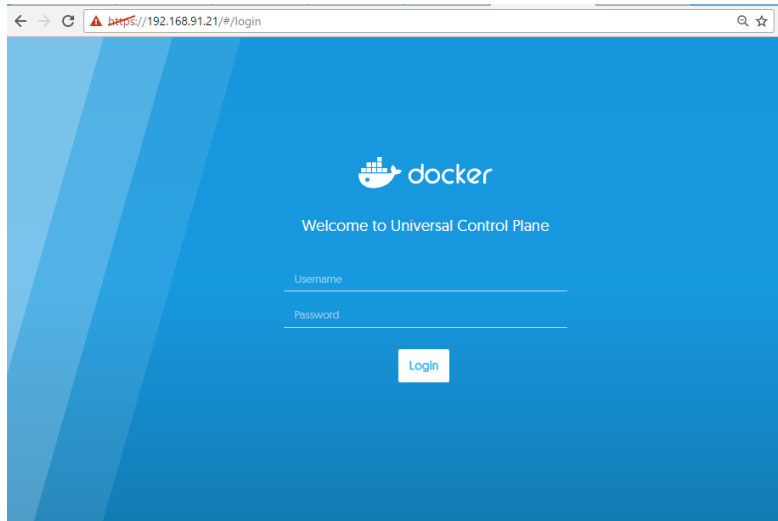 https://192.168.91.21/#/login
docker
Welcome to Universal Control Plane
Username
Password
Login